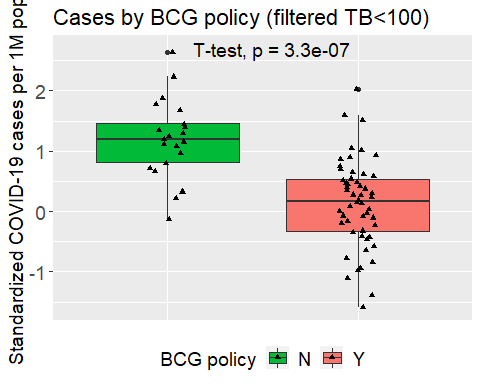 Cases by BCG policy (filtered TB<100)
Standardized COVID-19 cases per 1M pop
T-test, p = 3.3e-07
2
1
0
-1
BCG policy N Y